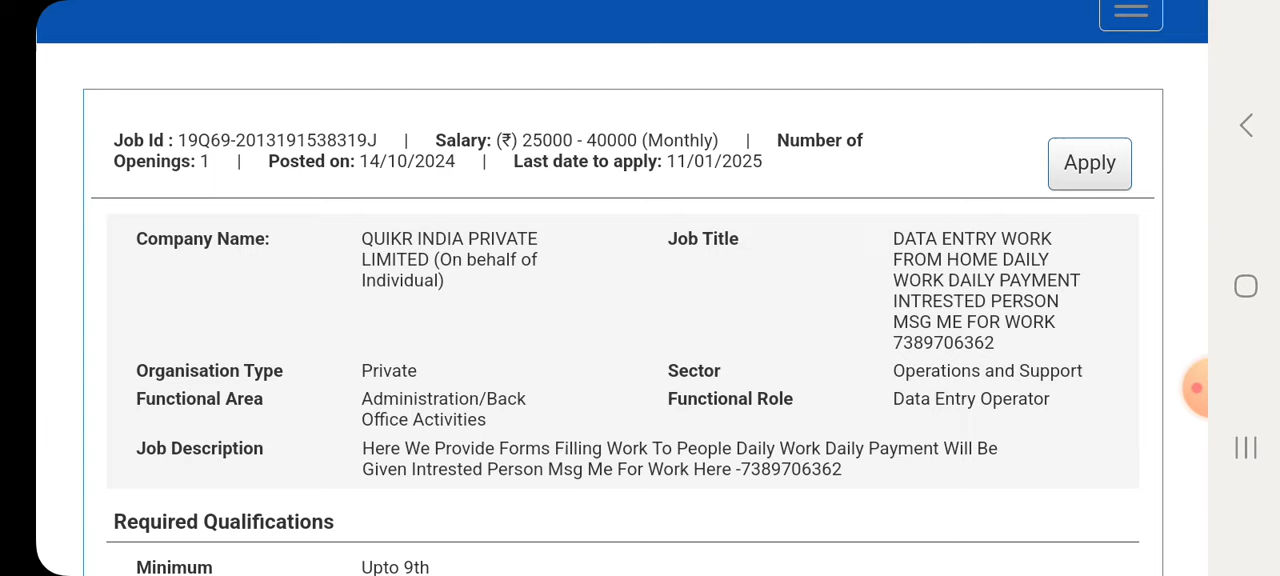 Job Id : 19Q69-2013191538319J | Salary: (₹) 25000 - 40000 (Monthly) | Number of
Openings: 1 | Posted on: 14/10/2024 | Last date to apply: 11/01/2025
Apply
Company Name: QUIKR INDIA PRIVATE
LIMITED (On behalf of
Individual)
Job Title DATA ENTRY WORK
FROM HOME DAILY
WORK DAILY PAYMENT
INTRESTED PERSON
MSG ME FOR WORK
7389706362
Organisation Type Private
Sector Operations and Support
Functional Area Administration/Back
Office Activities
Functional Role Data Entry Operator
Job Description Here We Provide Forms Filling Work To People Daily Work Daily Payment Will Be
Given Intrested Person Msg Me For Work Here -7389706362
Required Qualifications
Minimum Upto 9th